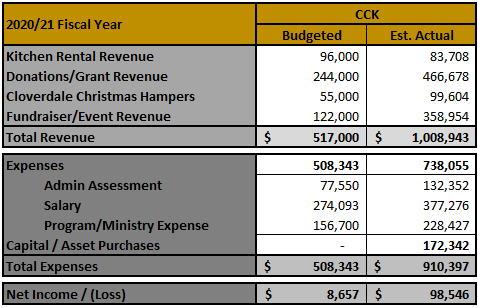 2020/21 Fiscal Year CCK
Budgeted Est. Actual
Kitchen Rental Revenue 96,000 83,708
Donations/Grant Revenue 244,000 466,678
Cloverdale Christmas Hampers 55,000 99,604
Fundraiser/Event Revenue 122,000 358,954
Total Revenue $ 517,000 $ 1,008,943
Expenses 508,343 738,055
Admin Assessment 77,550 132,352
Salary 274,093 377,276
Program/Ministry Expense 156,700 228,427
Capital / Asset Purchases - 172,342
Total Expenses $ 508,343 $ 910,397
Net Income / (Loss) $ 8,657 $ 98,546